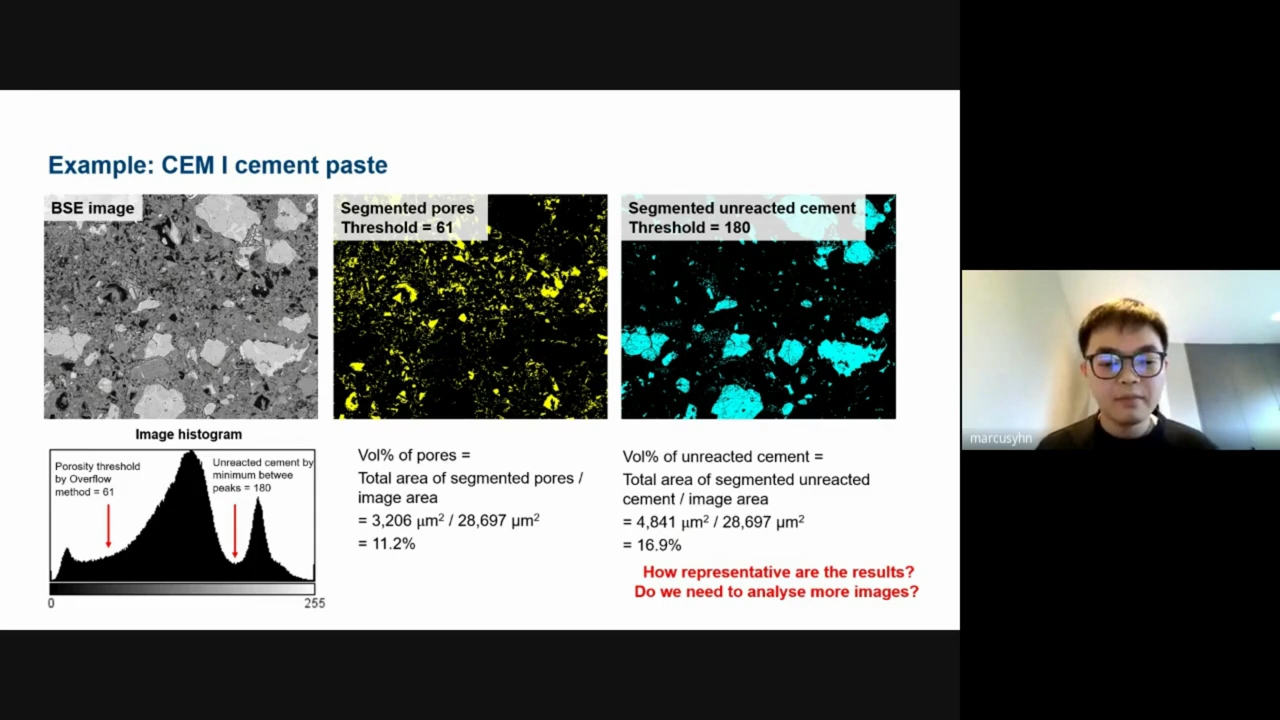 Example: CEM I cement paste
BSE image
Segmented pores
Threshold = 61
Segmented unreacted cement
Threshold = 180
Image histogram
Porosity threshold
by Overflow
method = 61
Unreacted cement by
minimum betwee
peaks = 180
0
255
Vol% of pores =
Total area of segmented pores /
image area
= 3,206 μm² / 28,697 μm²
= 11.2%
Vol% of unreacted cement =
Total area of segmented unreacted
cement / image area
= 4,841 μm² / 28,697 μm²
= 16.9%
How representative are the results?
Do we need to analyse more images?
marcusyhn